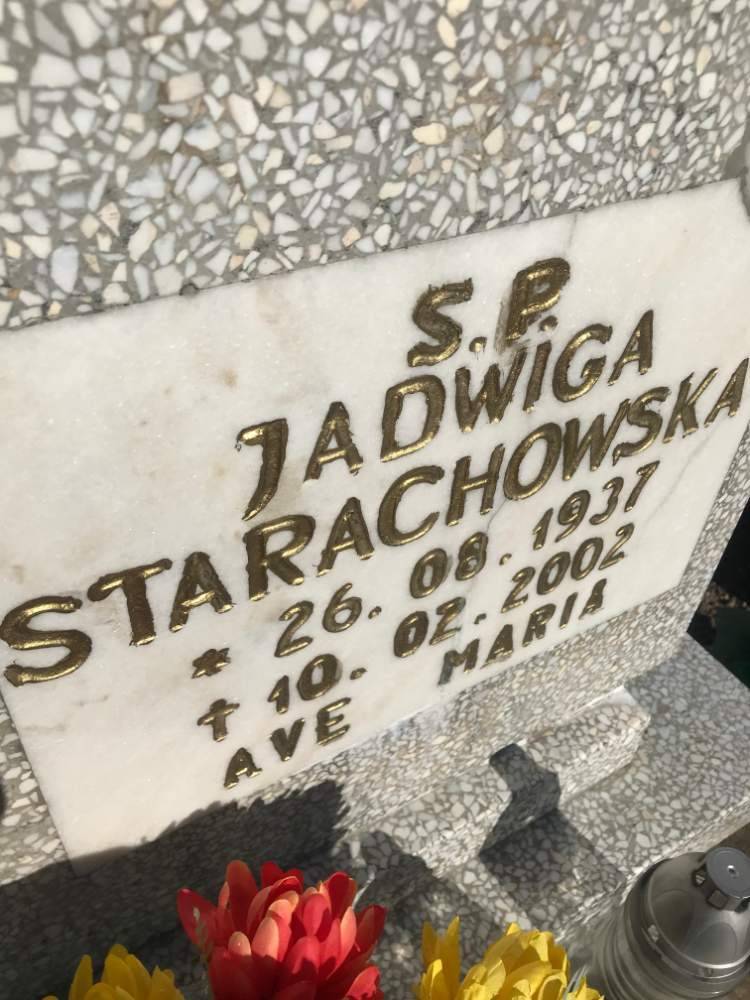 S.P.
JADWIGA
STARACHOWSKA
* 26.08.1937
† 10.02.2002
AVE MARIA